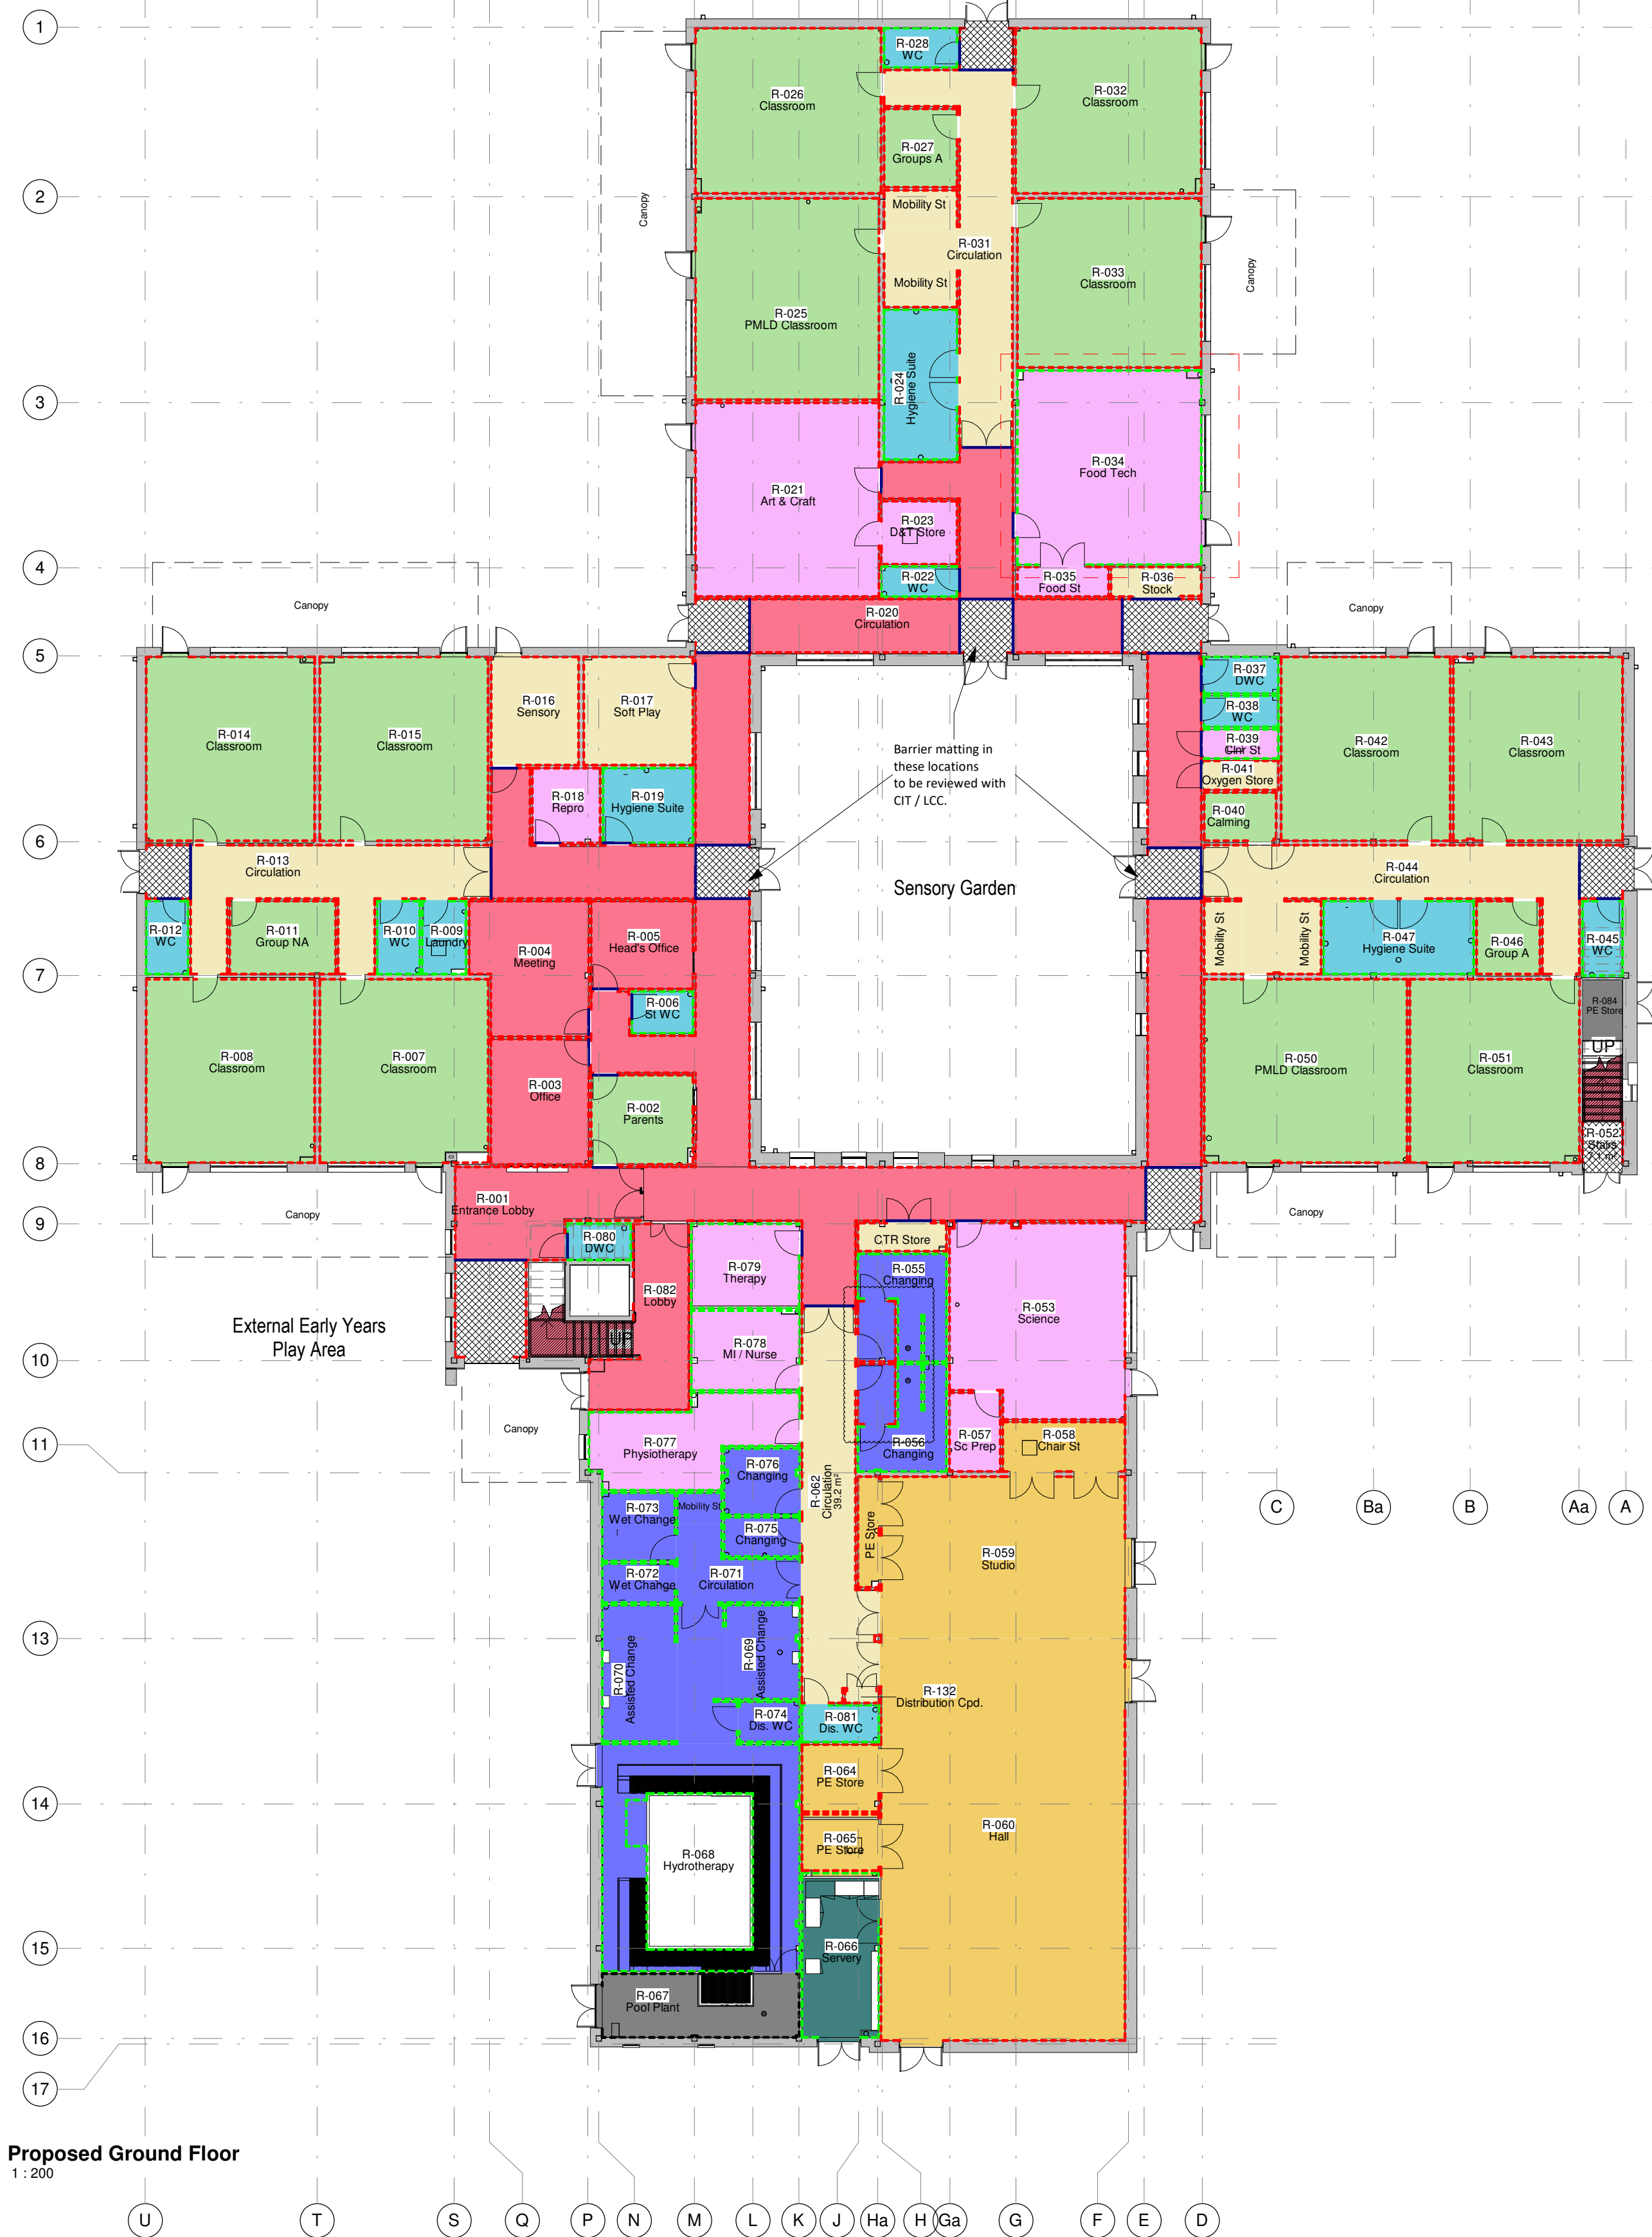 1
R-028
WC
R-026
Classroom
R-032
Classroom
R-027
Groups A
2
Canopy
Mobility St
R-031
Circulation
Mobility St
R-033
Classroom
Canopy
R-025
PMLD Classroom
R-024
Hygiene Suite
3
R-021
Art & Craft
R-034
Food Tech
R-023
D&T Store
4
R-022
WC
R-035
Food St
R-036
Stock
Canopy
R-020
Circulation
Canopy
5
R-014
Classroom
R-015
Classroom
R-016
Sensory
R-017
Soft Play
R-018
Repro
R-019
Hygiene Suite
Barrier matting in
these locations
to be reviewed with
CIT / LCC.
R-037
DWC
R-038
WC
R-039
Clnr St
R-041
Oxygen Store
R-040
Calming
R-042
Classroom
R-043
Classroom
6
R-013
Circulation
Sensory Garden
R-044
Circulation
R-012
WC
R-011
Group NA
R-010
WC
R-009
Laundry
R-004
Meeting
R-005
Head's Office
Mobility St
Mobility St
R-047
Hygiene Suite
R-046
Group A
R-045
WC
7
R-006
St WC
R-084
PE Store
UP
R-008
Classroom
R-007
Classroom
R-003
Office
R-002
Parents
R-050
PMLD Classroom
R-051
Classroom
R-052
Stairs
7.1 m²
8
R-001
Entrance Lobby
Canopy
Canopy
9
R-080
DWC
CTR Store
R-079
Therapy
R-055
Changing
R-082
Lobby
R-053
Science
External Early Years
Play Area
UP
R-078
MI / Nurse
10
Canopy
11
R-077
Physiotherapy
R-056
Changing
R-057
Sc Prep
R-058
Chair St
R-076
Changing
R-062
Circulation
39.2 m²
C
Ba
B
Aa
A
R-073
Wet Change
Mobility St
R-075
Changing
PE Store
R-059
Studio
R-072
Wet Change
R-071
Circulation
13
R-070
Assisted Change
R-069
Assisted Change
R-132
Distribution Cpd.
R-074
Dis. WC
R-081
Dis. WC
R-064
PE Store
14
R-065
PE Store
R-060
Hall
R-068
Hydrotherapy
15
R-066
Servery
R-067
Pool Plant
16
17
Proposed Ground Floor
1 : 200
U
T
S
Q
P
N
M
L
K
J
Ha
H
Ga
G
F
E
D